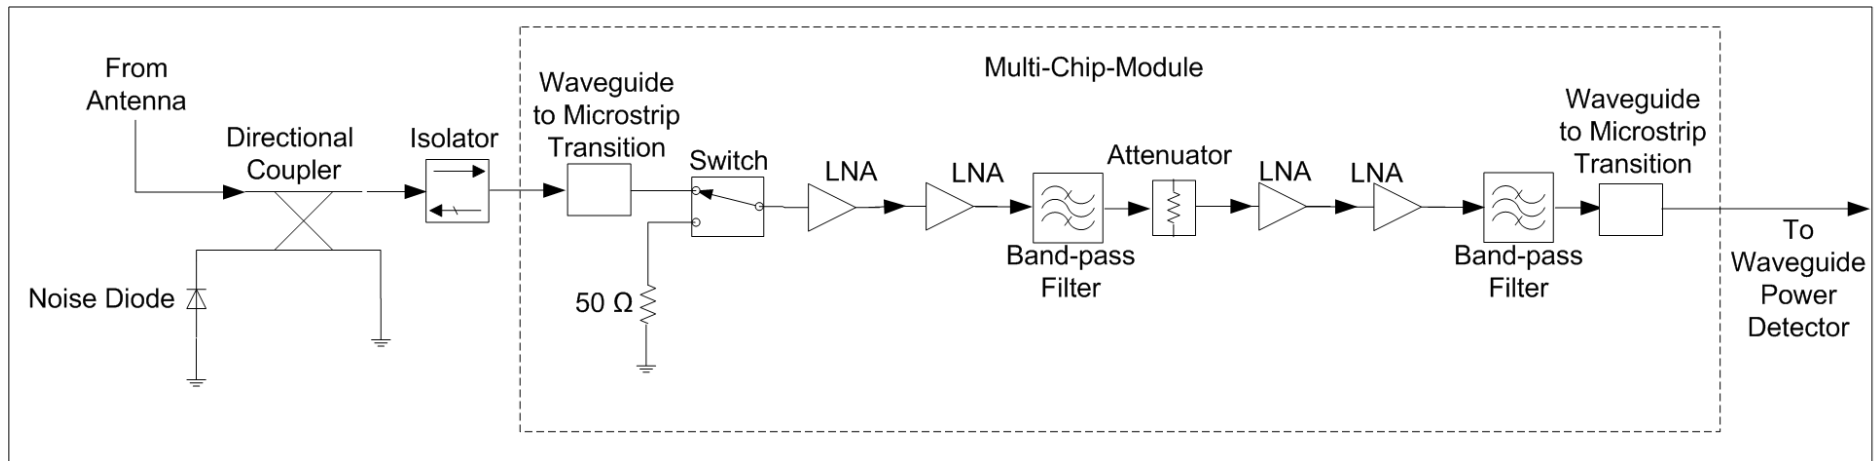 From
Antenna
Directional
Coupler
Isolator
Noise Diode
Multi-Chip-Module
Waveguide
to Microstrip
Transition
Switch
50 Ω
LNA
LNA
Band-pass
Filter
Attenuator
LNA
LNA
Band-pass
Filter
Waveguide
to Microstrip
Transition
To
Waveguide
Power
Detector